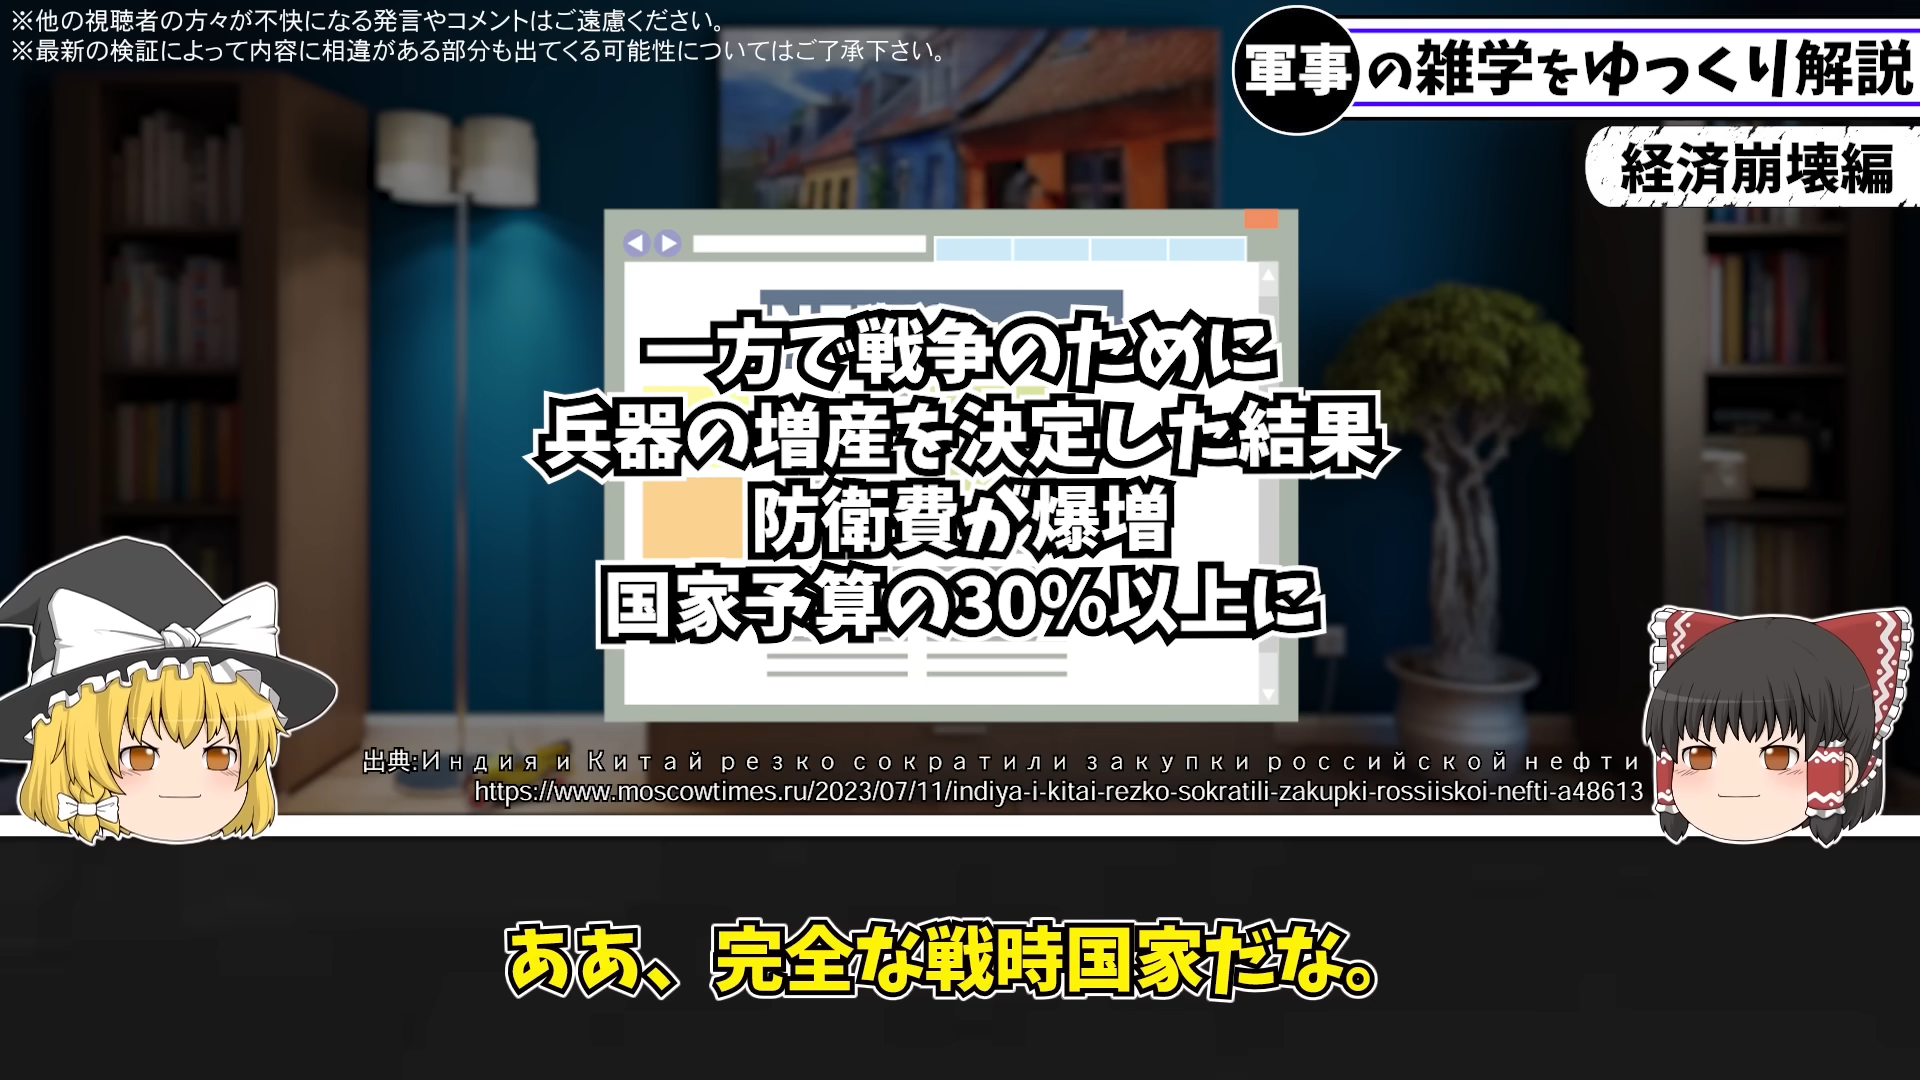 ※他の視聴者の方々が不快になる発言やコメントはご遠慮ください。
※最新の検証によって内容に相違がある部分も出てくる可能性についてはご了承下さい。
軍事の雑学をゆっくり解説
経済崩壊編
一方で戦争のために
兵器の増産を決定した結果
防衛費が爆増
国家予算の30%以上に
出典:Индия и Китай резко сократили закупки российской нефти
https://www.moscowtimes.ru/2023/07/11/indiya-i-kitai-rezko-sokratili-zakupki-rossiiskoi-nefti-a48613
ああ、完全な戦時国家だな。